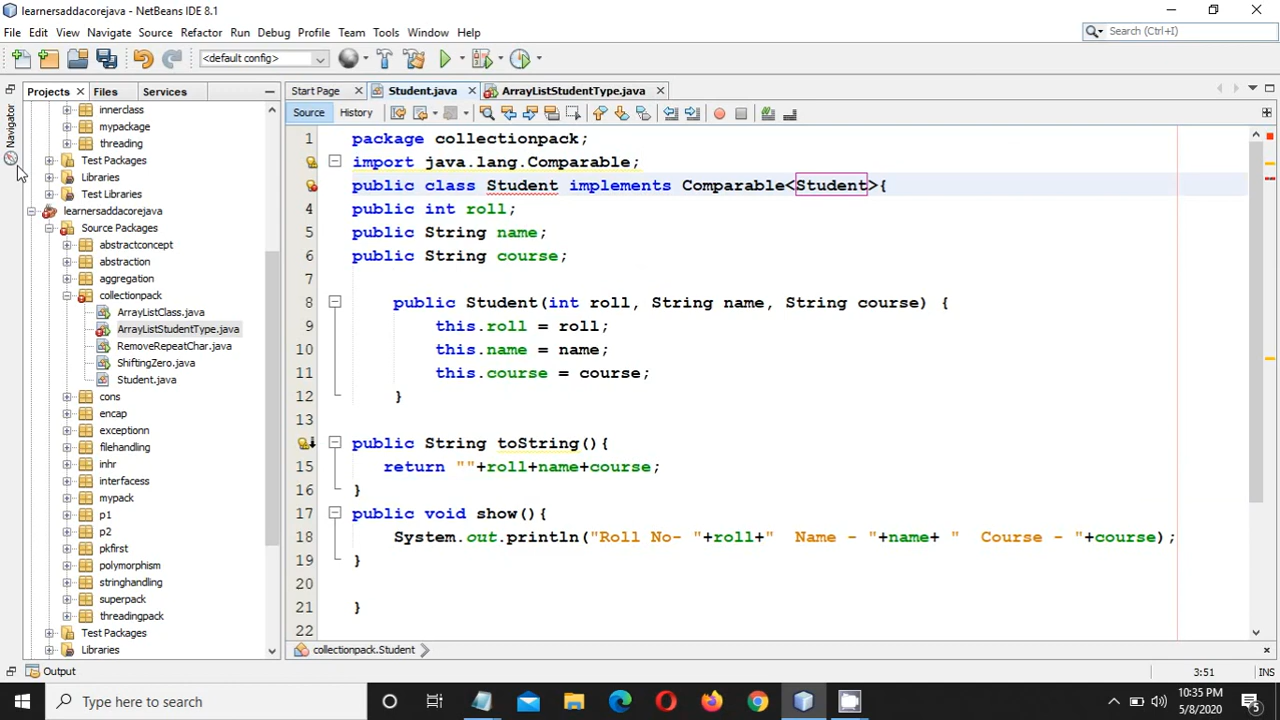 learnersaddacorejava - NetBeans IDE 8.1
File Edit View Navigate Source Refactor Run Debug Profile Team Tools Window Help
Search (Ctrl+I)
<default config>
Projects Files Services
Start Page Student.java ArrayListStudentType.java
Source History
Navigator
innerclass
mypackage
threading
Test Packages
Libraries
Test Libraries
learnersaddacorejava
Source Packages
abstractconcept
abstraction
aggregation
collectionpack
ArrayListClass.java
ArrayListStudentType.java
RemoveRepeatChar.java
ShiftingZero.java
Student.java
cons
encap
exceptionn
filehandling
inhr
interfacess
mypack
p1
p2
pkfirst
polymorphism
stringhandling
superpack
threadingpack
Test Packages
Libraries
1 package collectionpack;
import java.lang.Comparable;
public class Student implements Comparable<Student>{
4 public int roll;
5 public String name;
6 public String course;
7
8 public Student(int roll, String name, String course) {
9 this.roll = roll;
10 this.name = name;
11 this.course = course;
12 }
13
public String toString(){
15 return ""+roll+name+course;
16 }
17 public void show(){
18 System.out.println("Roll No- "+roll+"  Name - "+name+ "  Course - "+course);
19 }
20
21 }
22
collectionpack.Student
Output
3:51 INS
Type here to search
10:35 PM
5/8/2020
5